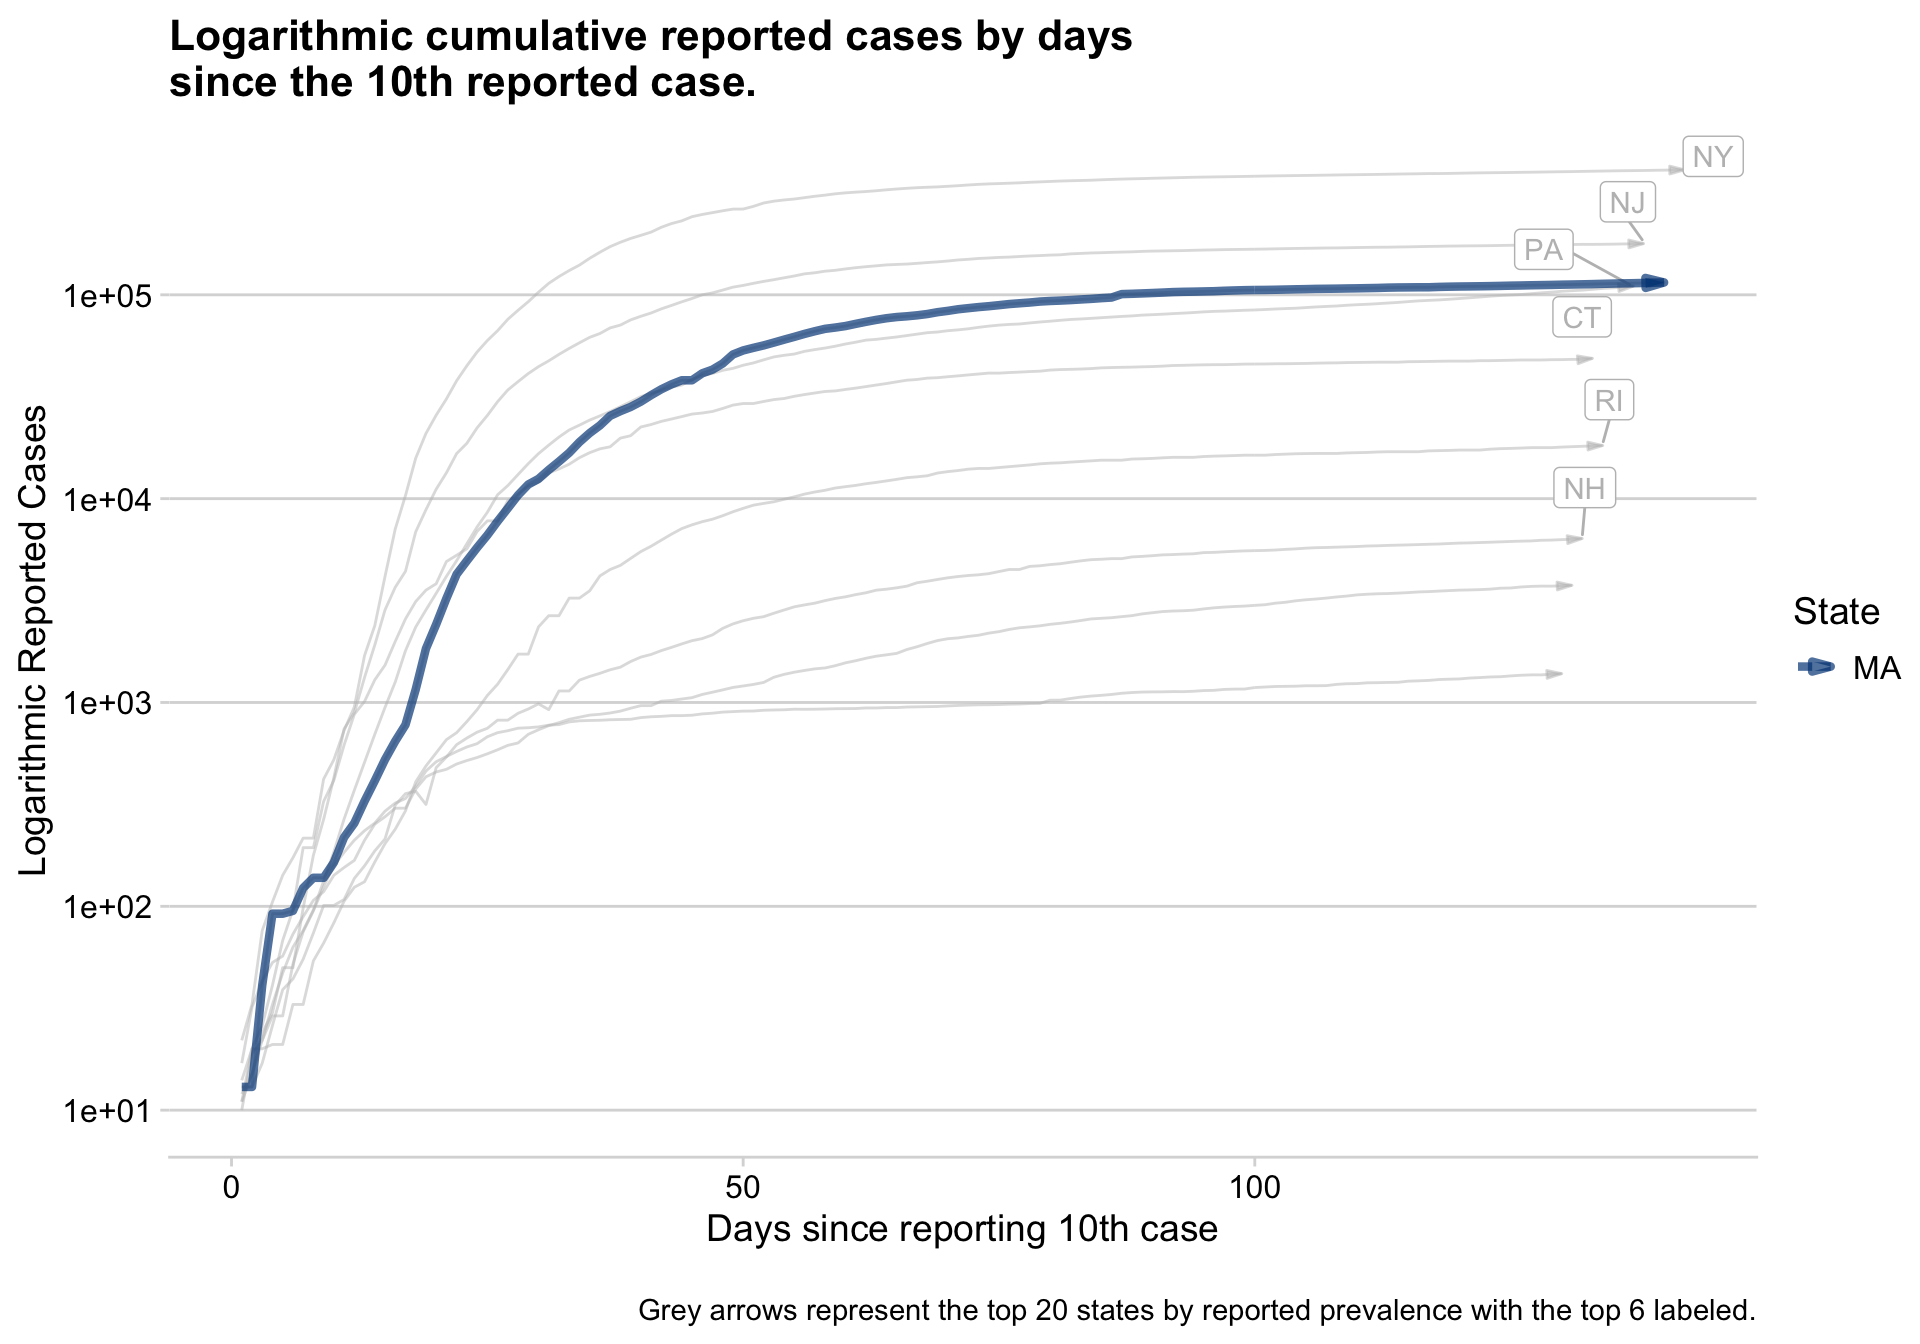 Logarithmic cumulative reported cases by days
since the 10th reported case.
NY
NJ
PA
1e+05
CT
RI
1e+04
NH
State
MA
1e+03
1e+02
1e+01
Logarithmic Reported Cases
0 50 100
Days since reporting 10th case
Grey arrows represent the top 20 states by reported prevalence with the top 6 labeled.